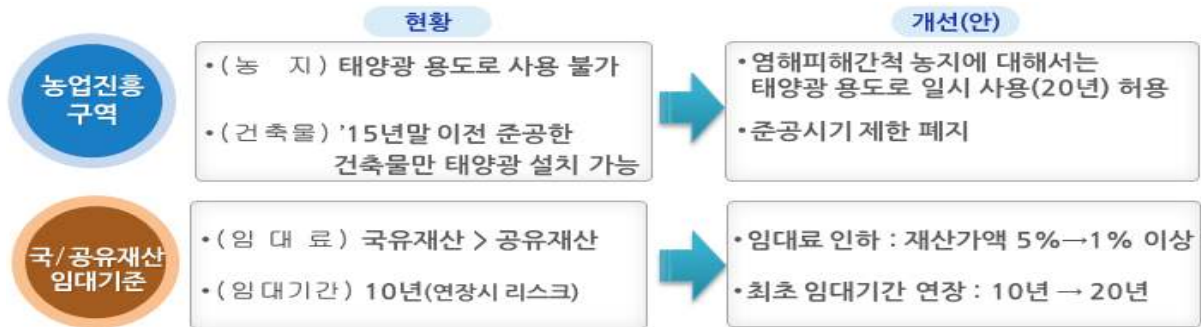 현황
개선(안)
농업진흥
구역
•(농 지) 태양광 용도로 사용 불가
•(건축물) '15년말 이전 준공한
건축물만 태양광 설치 가능
•염해피해간척 농지에 대해서는
태양광 용도로 일시 사용(20년) 허용
•준공시기 제한 폐지
국/공유재산
임대기준
•(임 대 료) 국유재산 > 공유재산
•(임대기간) 10년(연장시 리스크)
•임대료 인하 : 재산가액 5%→1% 이상
•최초 임대기간 연장 : 10년 → 20년